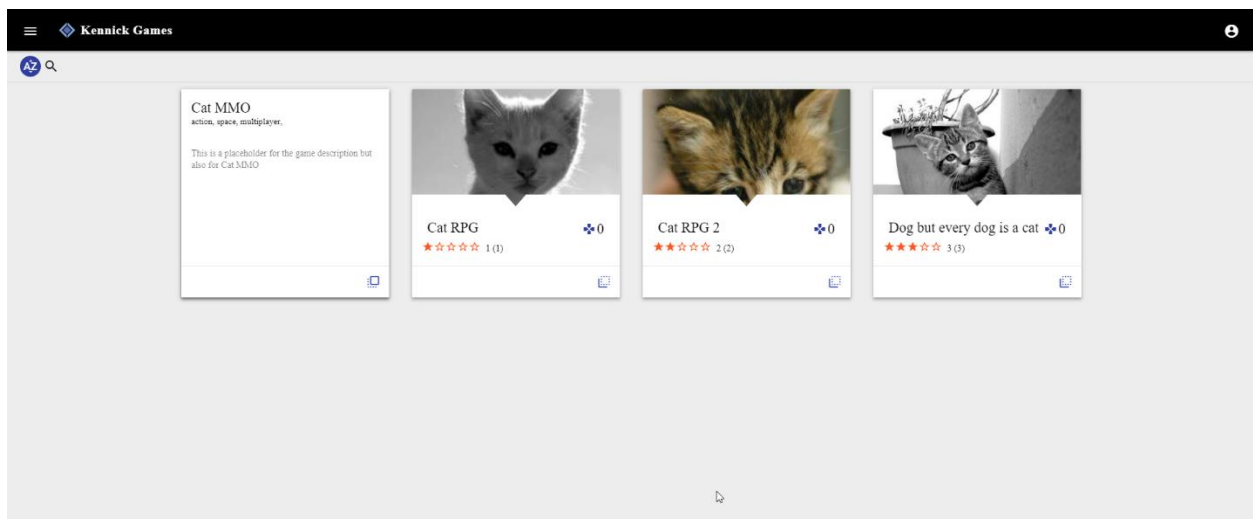 Kennick Games
AZ
Cat MMO
action, space, multiplayer,
This is a placeholder for the game description but
also for Cat MMO
Cat RPG 0
1 (1)
Cat RPG 2 0
2 (2)
Dog but every dog is a cat 0
3 (3)